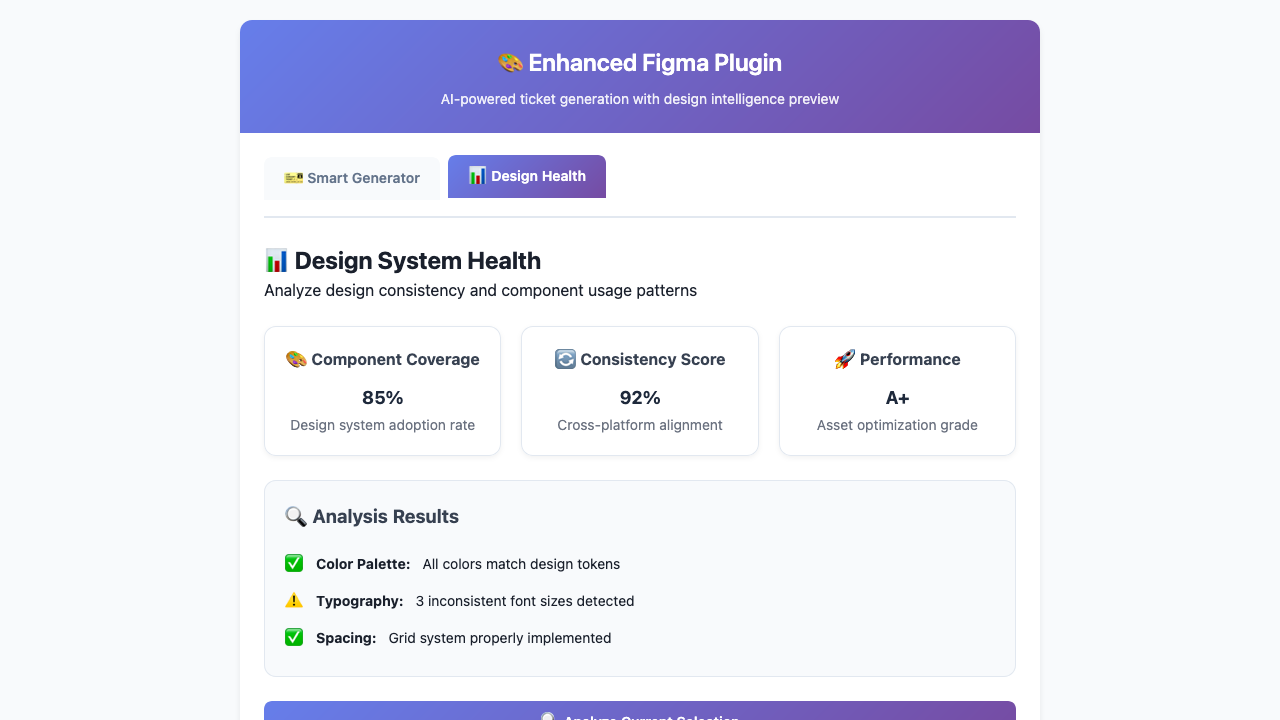 🎨 Enhanced Figma Plugin
AI-powered ticket generation with design intelligence preview
🎫 Smart Generator
📊 Design Health
📊 Design System Health
Analyze design consistency and component usage patterns
🎨 Component Coverage
85%
Design system adoption rate
🔄 Consistency Score
92%
Cross-platform alignment
🚀 Performance
A+
Asset optimization grade
🔍 Analysis Results
✅ Color Palette: All colors match design tokens
⚠️ Typography: 3 inconsistent font sizes detected
✅ Spacing: Grid system properly implemented
🔍 Analyze Current Selection